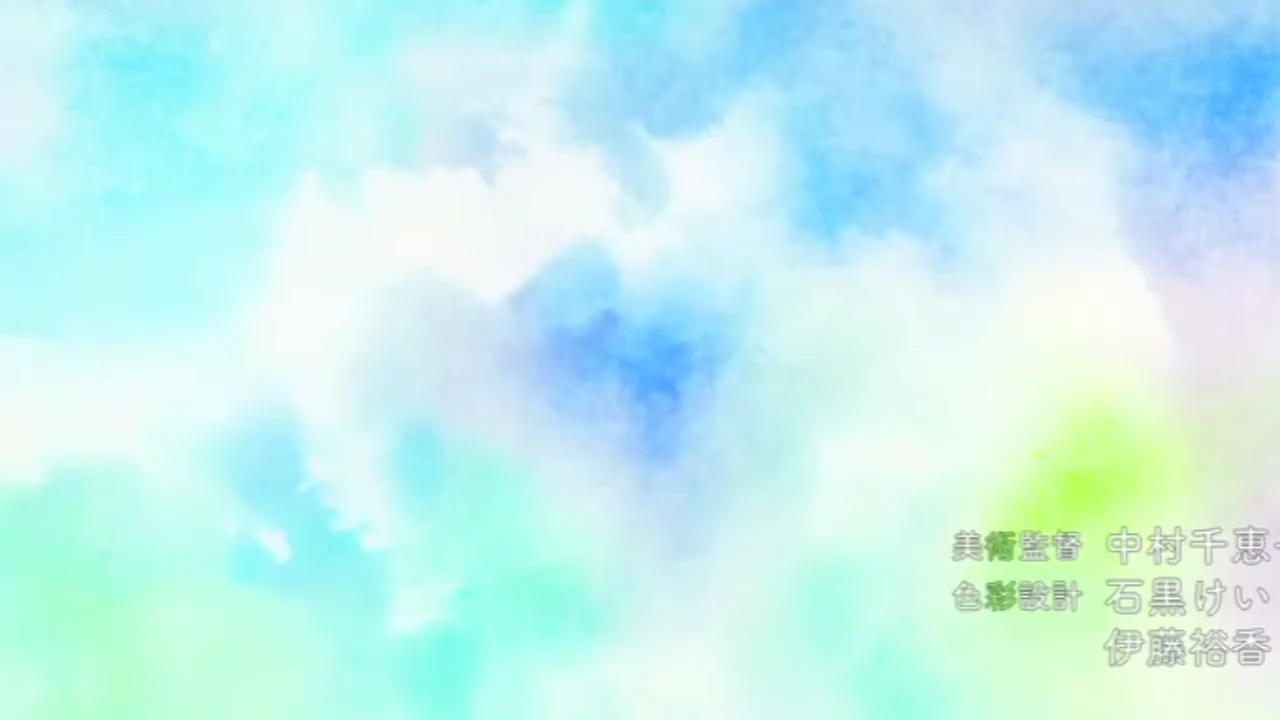 美術監督 中村千恵
色彩設計 石黒けい
伊藤裕香